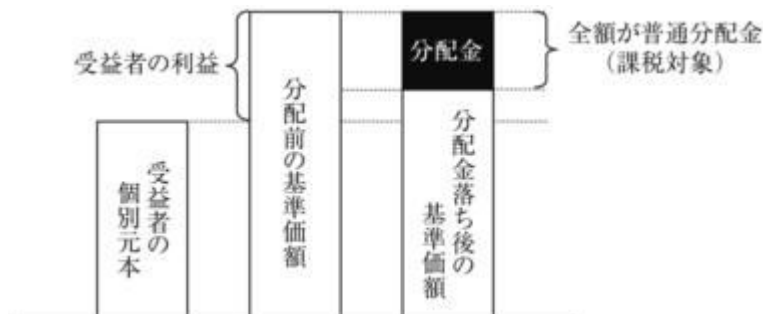 受益者の利益
分配金
全額が普通分配金
（課税対象）
受益者の
個別元本
分配前の基準価額
分配金落ち後の
基準価額